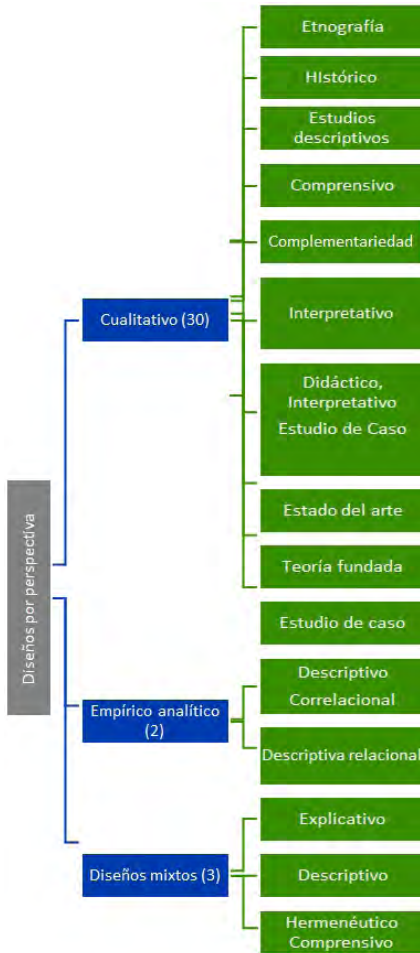 Diseños por perspectiva
Cualitativo (30)
Etnografía
HIstórico
Estudios
descriptivos
Comprensivo
Complementariedad
Interpretativo
Didáctico,
Interpretativo
Estudio de Caso
Estado del arte
Teoría fundada
Estudio de caso
Empírico analítico
(2)
Descriptivo
Correlacional
Descriptiva relacional
Diseños mixtos (3)
Explicativo
Descriptivo
Hermenéutico
Comprensivo